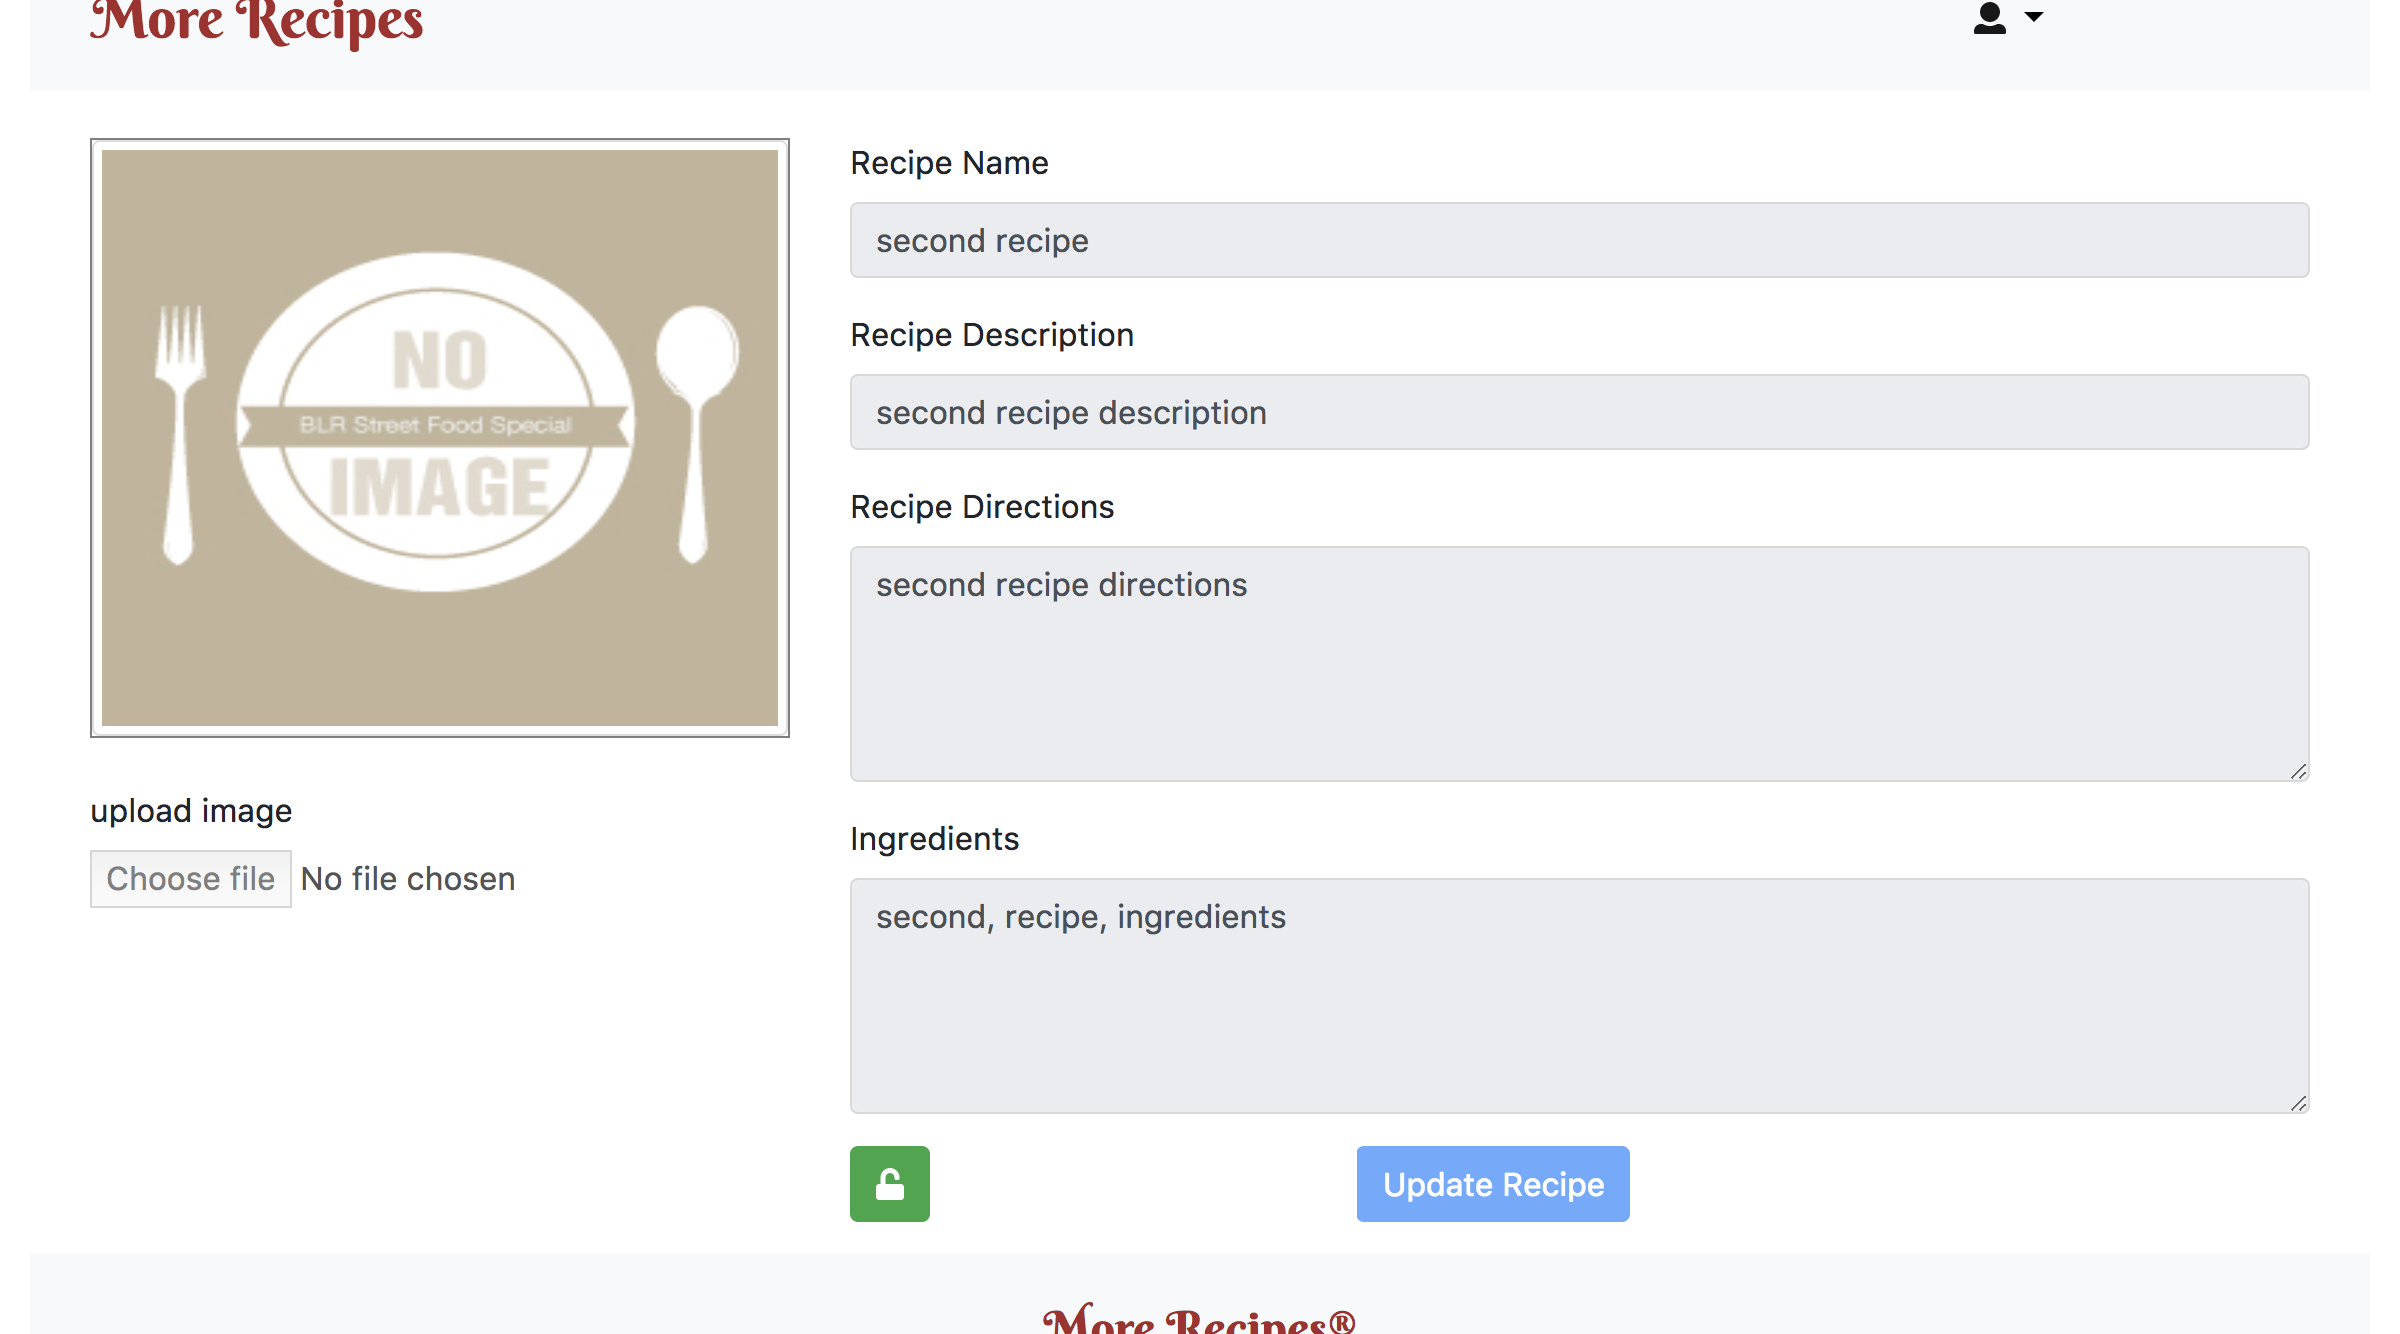 More Recipes
NO
BLR Street Food Special
IMAGE
upload image
Choose file No file chosen
Recipe Name
second recipe
Recipe Description
second recipe description
Recipe Directions
second recipe directions
Ingredients
second, recipe, ingredients
Update Recipe
More Recipes®